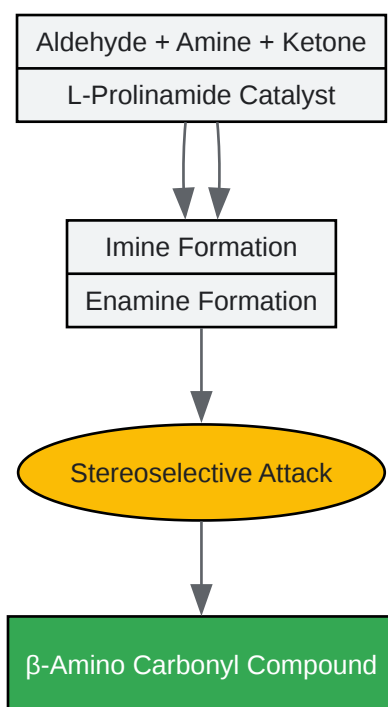 Aldehyde + Amine + Ketone
L-Prolinamide Catalyst
Imine Formation
Enamine Formation
Stereoselective Attack
β-Amino Carbonyl Compound